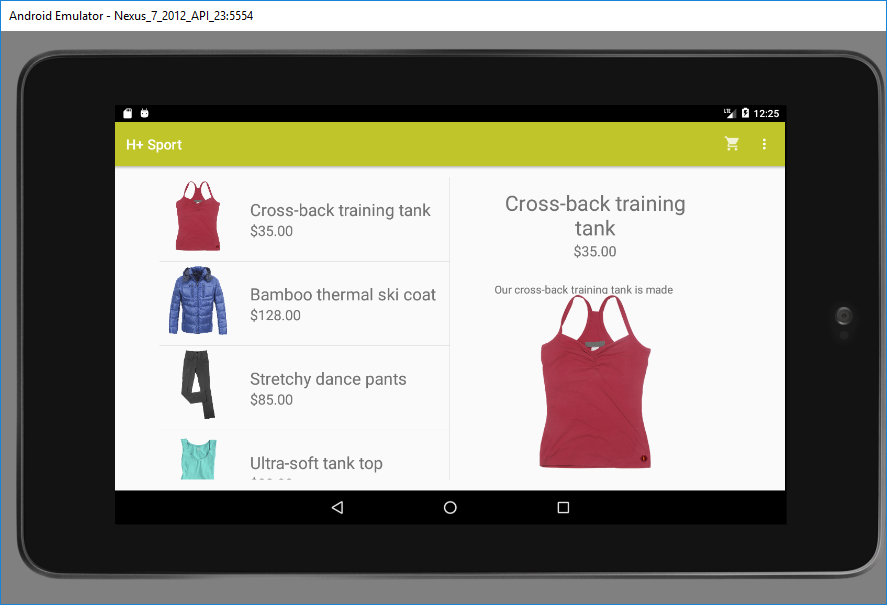 Android Emulator - Nexus_7_2012_API_23:5554
LTE 12:25
H+ Sport
Cross-back training tank
$35.00
Bamboo thermal ski coat
$128.00
Stretchy dance pants
$85.00
Ultra-soft tank top
Cross-back training
tank
$35.00
Our cross-back training tank is made